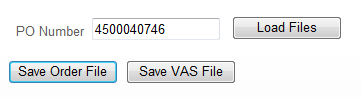 PO Number 4500040746 Load Files
Save Order File Save VAS File